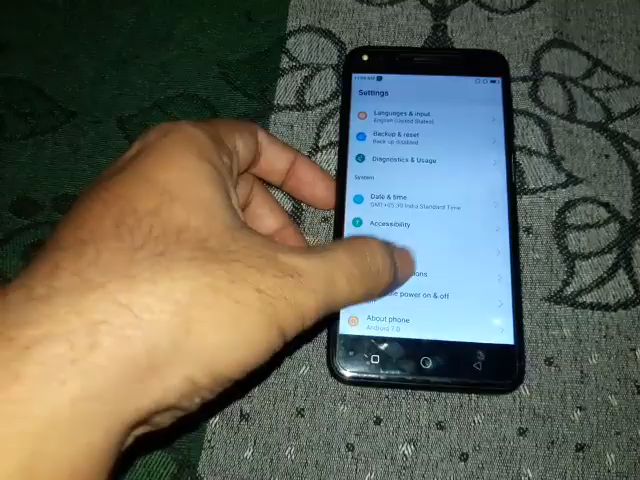 Settings
Languages & input
English (United States)
Backup & reset
Back up disabled
Diagnostics & Usage
System
Date & time
GMT+05:30 India Standard Time
Accessibility
power on & off
About phone
Android 7.0